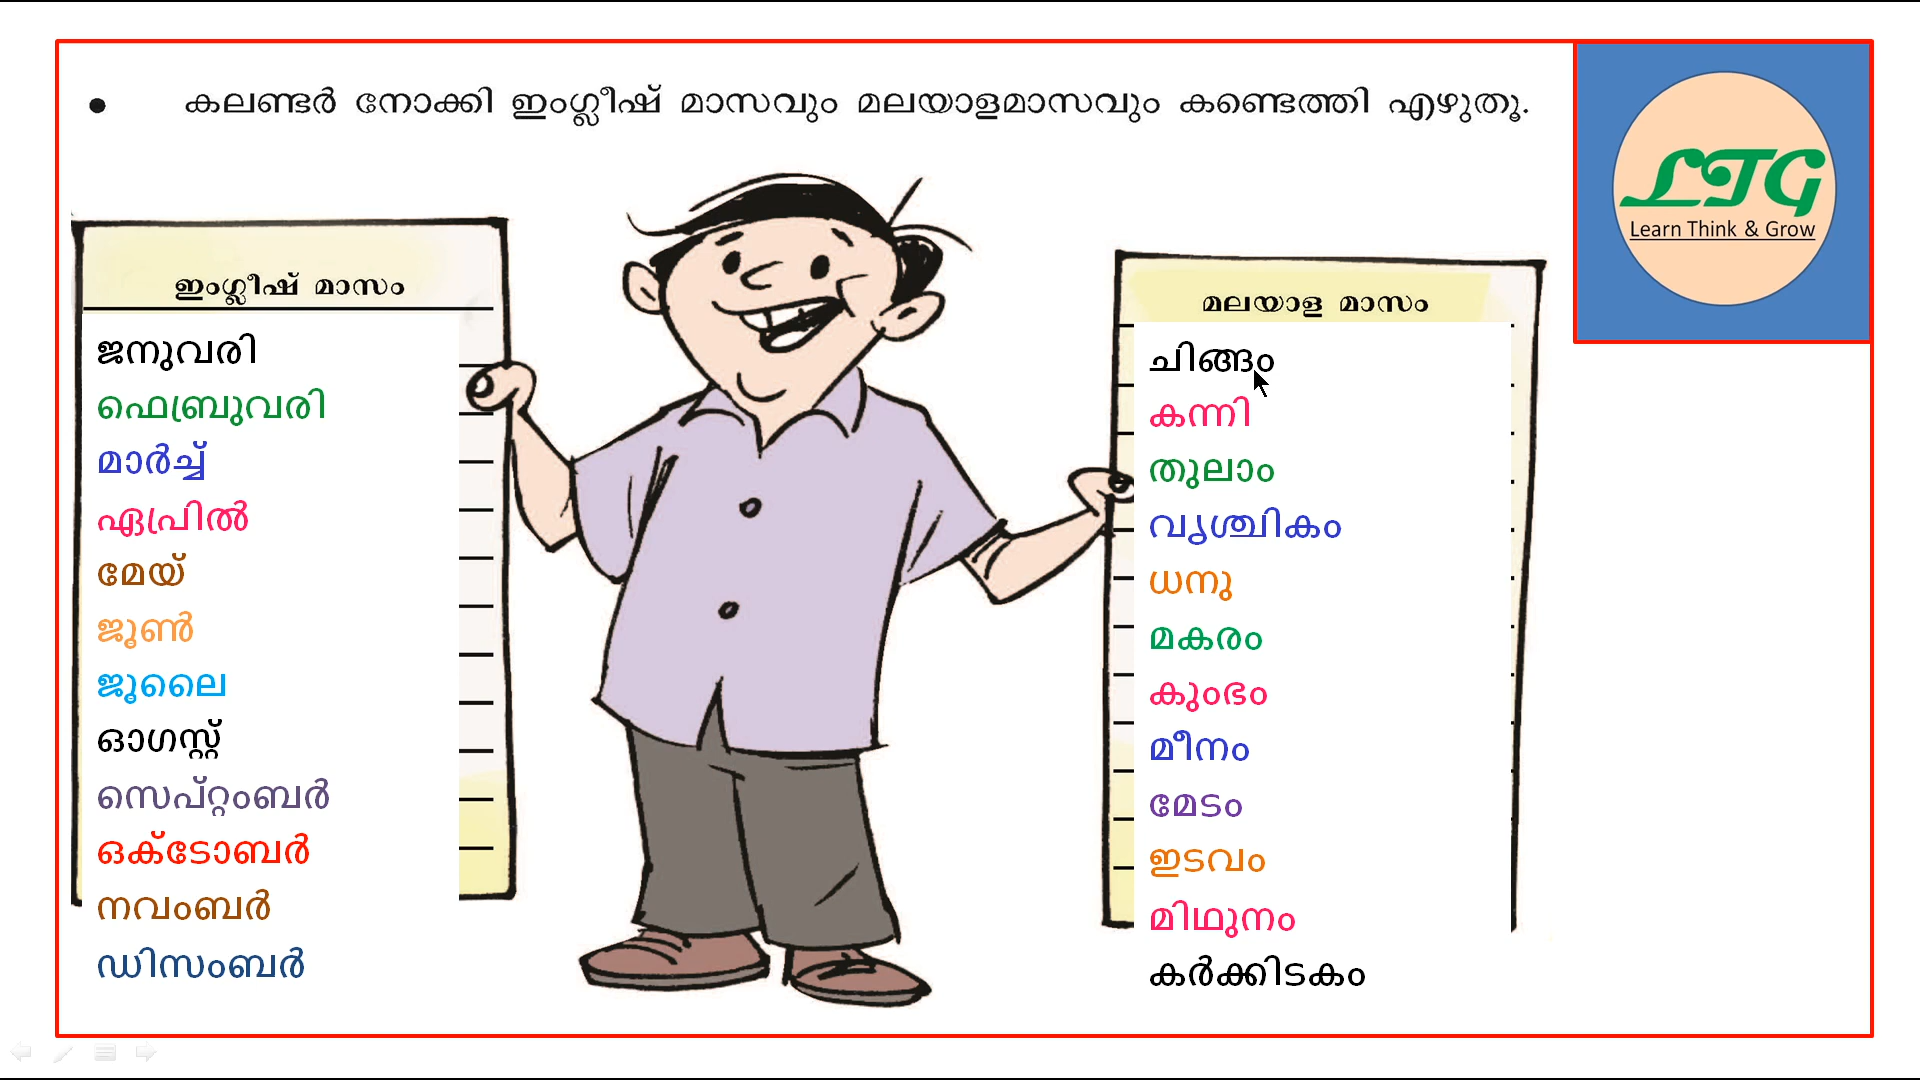 • കലണ്ടർ നോക്കി ഇംഗ്ലീഷ് മാസവും മലയാളമാസവും കണ്ടെത്തി എഴുതൂ.
LTG
Learn Think & Grow
ഇംഗ്ലീഷ് മാസം
ജനുവരി
ഫെബ്രുവരി
മാർച്ച്
ഏപ്രിൽ
മേയ്
ജൂൺ
ജൂലൈ
ഓഗസ്റ്റ്
സെപ്റ്റംബർ
ഒക്ടോബർ
നവംബർ
ഡിസംബർ
മലയാള മാസം
ചിങ്ങം
കന്നി
തുലാം
വൃശ്ചികം
ധനു
മകരം
കുംഭം
മീനം
മേടം
ഇടവം
മിഥുനം
കർക്കിടകം